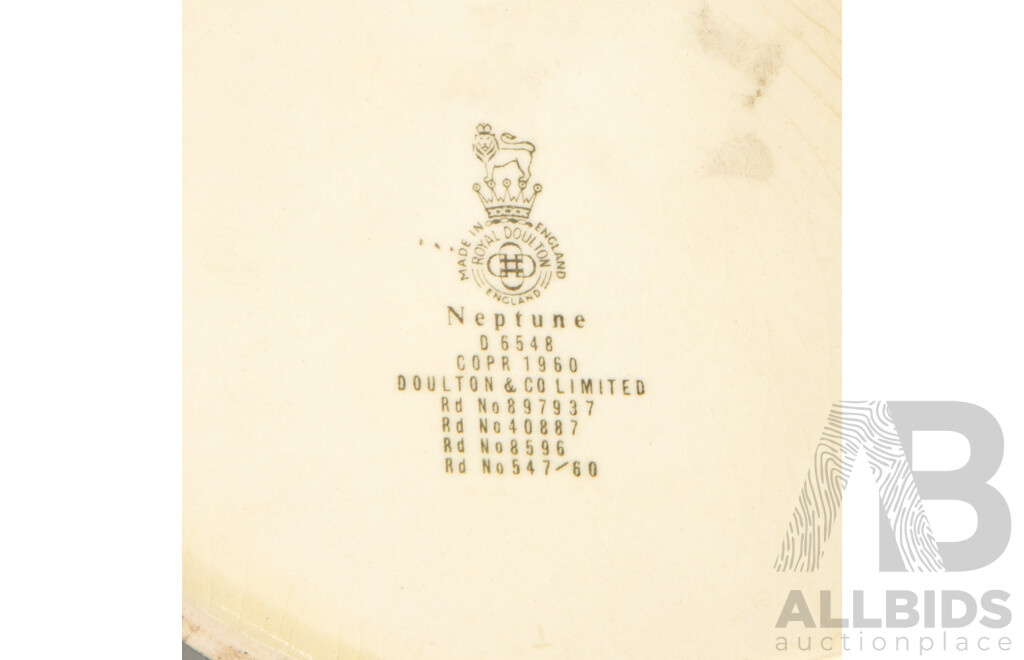 MADE IN ENGLAND
ROYAL DOULTON
ENGLAND
Neptune
D 6548
COPR 1960
DOULTON & CO LIMITED
Rd No 897937
Rd No 40887
Rd No 8596
Rd No 547/60
AB
ALLBIDS
auctionplace